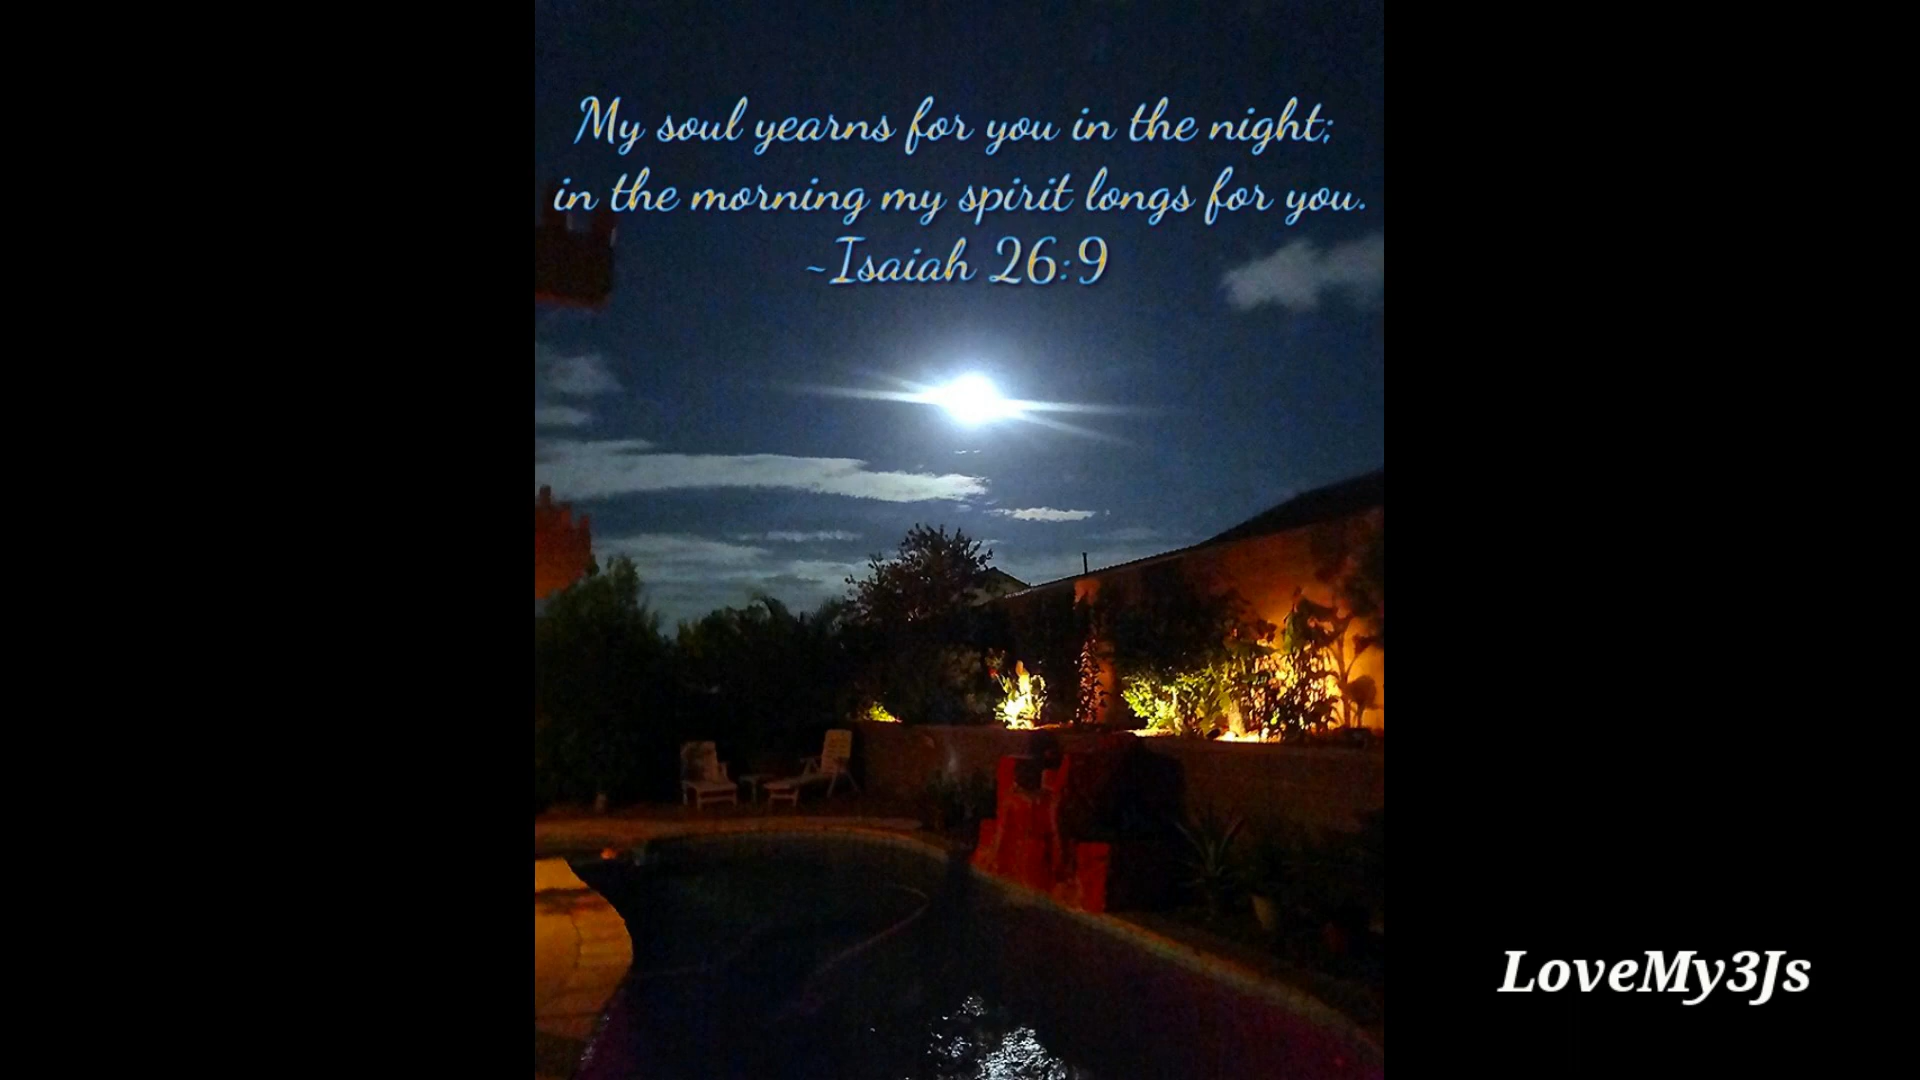 My soul yearns for you in the night;
in the morning my spirit longs for you.
~Isaiah 26:9
LoveMy3Js